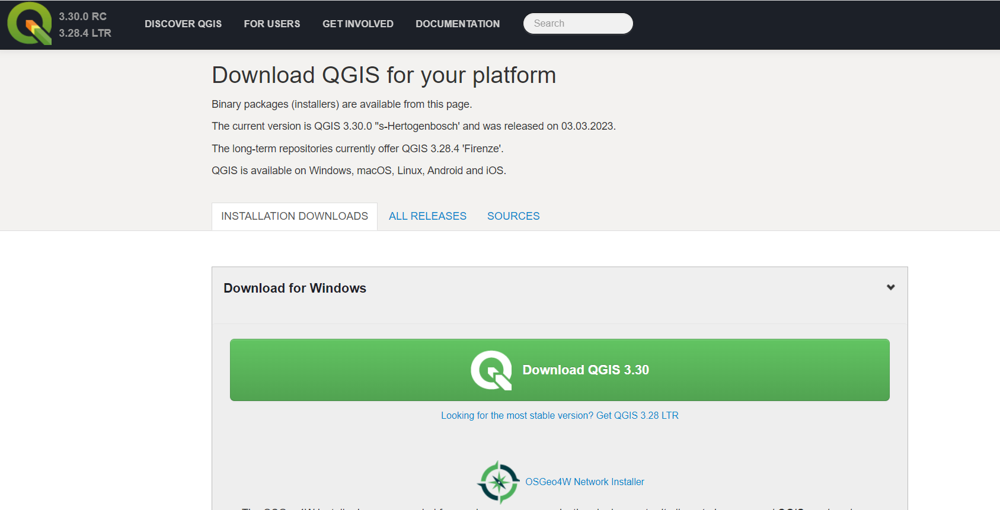 3.30.0 RC
3.28.4 LTR
DISCOVER QGIS FOR USERS GET INVOLVED DOCUMENTATION Search
Download QGIS for your platform
Binary packages (installers) are available from this page.
The current version is QGIS 3.30.0 ''s-Hertogenbosch' and was released on 03.03.2023.
The long-term repositories currently offer QGIS 3.28.4 'Firenze'.
QGIS is available on Windows, macOS, Linux, Android and iOS.
INSTALLATION DOWNLOADS ALL RELEASES SOURCES
Download for Windows
Download QGIS 3.30
Looking for the most stable version? Get QGIS 3.28 LTR
OSGeo4W Network Installer